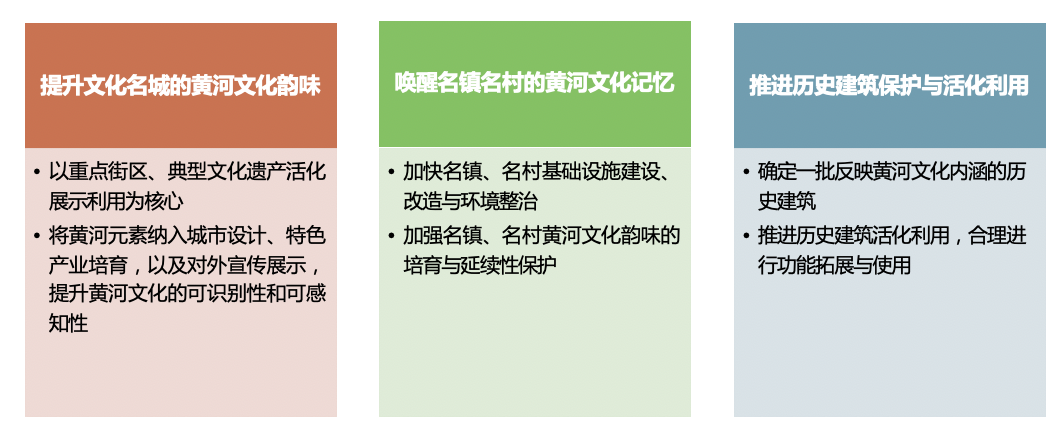 提升文化名城的黄河文化韵味
• 以重点街区、典型文化遗产活化
展示利用为核心
• 将黄河元素纳入城市设计、特色
产业培育，以及对外宣传展示，
提升黄河文化的可识别性和可感
知性
唤醒名镇名村的黄河文化记忆
• 加快名镇、名村基础设施建设、
改造与环境整治
• 加强名镇、名村黄河文化韵味的
培育与延续性保护
推进历史建筑保护与活化利用
• 确定一批反映黄河文化内涵的历
史建筑
• 推进历史建筑活化利用，合理进
行功能拓展与使用